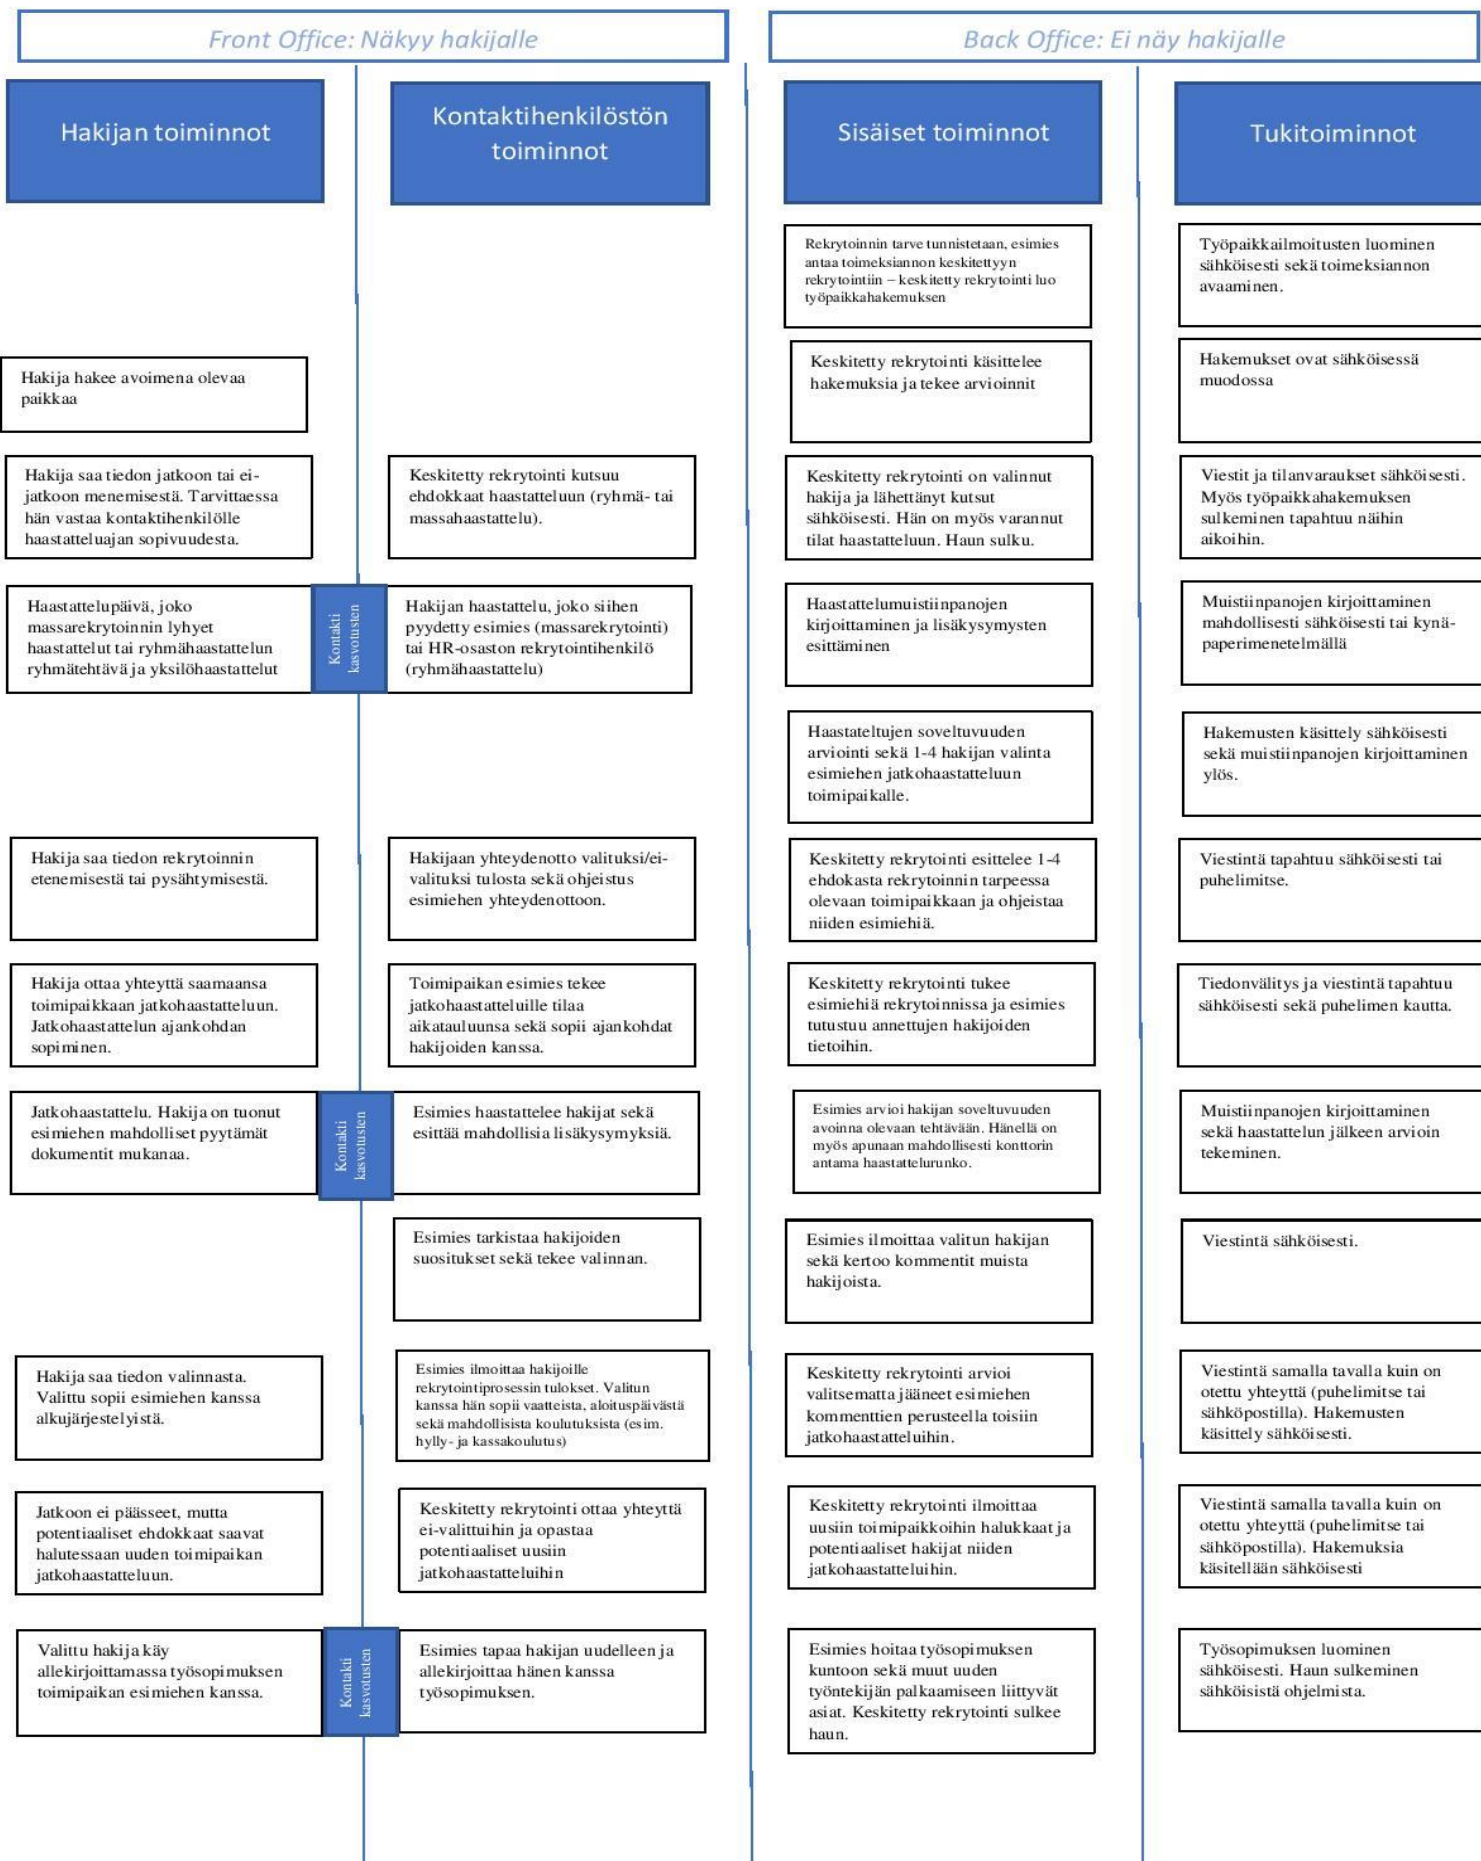 Front Office: Näkyy hakijalle
Back Office: Ei näy hakijalle
Hakijan toiminnot
Kontaktihenkilöstön
toiminnot
Sisäiset toiminnot
Tukitoiminnot
Rekrytoinnin tarve tunnistetaan, esimies
antaa toimeksiannon keskitettyyn
rekrytointiin – keskitetty rekrytointi luo
työpaikkahakemuksen
Työpaikkailmoitusten luominen
sähköisesti sekä toimeksiannon
avaaminen.
Hakija hakee avoimena olevaa
paikkaa
Keskitetty rekrytointi käsittelee
hakemuksia ja tekee arvioinnit
Hakemukset ovat sähköisessä
muodossa
Hakija saa tiedon jatkoon tai ei-
jatkoon menemisestä. Tarvittaessa
hän vastaa kontaktihenkilölle
haastatteluajan sopivuudesta.
Keskitetty rekrytointi kutsuu
ehdokkaat haastatteluun (ryhmä- tai
massahaastattelu).
Keskitetty rekrytointi on valinnut
hakija ja lähettänyt kutsut
sähköisesti. Hän on myös varannut
tilat haastatteluun. Haun sulku.
Viestit ja tilanvaraukset sähköisesti.
Myös työpaikkahakemuksen
sulkeminen tapahtuu näihin
aikoihin.
Haastattelupäivä, joko
massarekrytoinnin lyhyet
haastattelut tai ryhmähaastattelun
ryhmätehtävä ja yksilöhaastattelut
Kontakti
kasvotusten
Hakijan haastattelu, joko siihen
pyydetty esimies (massarekrytointi)
tai HR-osaston rekrytointihenkilö
(ryhmähaastattelu)
Haastattelumuistiinpanojen
kirjoittaminen ja lisäkysymysten
esittäminen
Muistiinpanojen kirjoittaminen
mahdollisesti sähköisesti tai kynä-
paperimenetelmällä
Haastateltujen soveltuvuuden
arviointi sekä 1-4 hakijan valinta
esimiehen jatkohaastatteluun
toimipaikalle.
Hakemusten käsittely sähköisesti
sekä muistiinpanojen kirjoittaminen
ylös.
Hakija saa tiedon rekrytoinnin
etenemisestä tai pysähtymisestä.
Hakijaan yhteydenotto valituksi/ei-
valituksi tulosta sekä ohjeistus
esimiehen yhteydenottoon.
Keskitetty rekrytointi esittelee 1-4
ehdokasta rekrytoinnin tarpeessa
olevaan toimipaikkaan ja ohjeistaa
niiden esimiehiä.
Viestintä tapahtuu sähköisesti tai
puhelimitse.
Hakija ottaa yhteyttä saamaansa
toimipaikkaan jatkohaastatteluun.
Jatkohaastattelun ajankohdan
sopiminen.
Toimipaikan esimies tekee
jatkohaastatteluille tilaa
aikatauluunsa sekä sopii ajankohdat
hakijoiden kanssa.
Keskitetty rekrytointi tukee
esimiehiä rekrytoinnissa ja esimies
tutustuu annettujen hakijoiden
tietoihin.
Tiedonvälitys ja viestintä tapahtuu
sähköisesti sekä puhelimen kautta.
Jatkohaastattelu. Hakija on tuonut
esimiehen mahdolliset pyytämät
dokumentit mukanaa.
Kontakti
kasvotusten
Esimies haastattelee hakijat sekä
esittää mahdollisia lisäkysymyksiä.
Esimies arvioi hakijan soveltuvuuden
avoinna olevaan tehtävään. Hänellä on
myös apunaan mahdollisesti konttorin
antama haastattelurunko.
Muistiinpanojen kirjoittaminen
sekä haastattelun jälkeen arvioin
tekeminen.
Esimies tarkistaa hakijoiden
suositukset sekä tekee valinnan.
Esimies ilmoittaa valitun hakijan
sekä kertoo kommentit muista
hakijoista.
Viestintä sähköisesti.
Hakija saa tiedon valinnasta.
Valittu sopii esimiehen kanssa
alkujärjestelyistä.
Esimies ilmoittaa hakijoille
rekrytointiprosessin tulokset. Valitun
kanssa hän sopii vaatteista, aloituspäivästä
sekä mahdollisista koulutuksista (esim.
hylly- ja kassakoulutus)
Keskitetty rekrytointi arvioi
valitsematta jääneet esimiehen
kommenttien perusteella toisiin
jatkohaastatteluihin.
Viestintä samalla tavalla kuin on
otettu yhteyttä (puhelimitse tai
sähköpostilla). Hakemusten
käsittely sähköisesti.
Jatkoon ei päässeet, mutta
potentiaaliset ehdokkaat saavat
halutessaan uuden toimipaikan
jatkohaastatteluun.
Keskitetty rekrytointi ottaa yhteyttä
ei-valittuihin ja opastaa
potentiaaliset uusiin
jatkohaastatteluihin
Keskitetty rekrytointi ilmoittaa
uusiin toimipaikkoihin halukkaat ja
potentiaaliset hakijat niiden
jatkohaastatteluihin.
Viestintä samalla tavalla kuin on
otettu yhteyttä (puhelimitse tai
sähköpostilla). Hakemuksia
käsitellään sähköisesti
Valittu hakija käy
allekirjoittamassa työsopimuksen
toimipaikan esimiehen kanssa.
Kontakti
kasvotusten
Esimies tapaa hakijan uudelleen ja
allekirjoittaa hänen kanssa
työsopimuksen.
Esimies hoitaa työsopimuksen
kuntoon sekä muut uuden
työntekijän palkaamiseen liittyvät
asiat. Keskitetty rekrytointi sulkee
haun.
Työsopimuksen luominen
sähköisesti. Haun sulkeminen
sähköisistä ohjelmista.